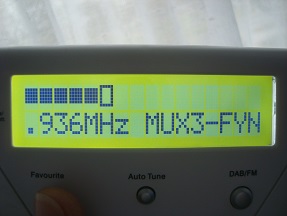 .936MHz MUX3-FYN
Favourite Auto Tune DAB/FM